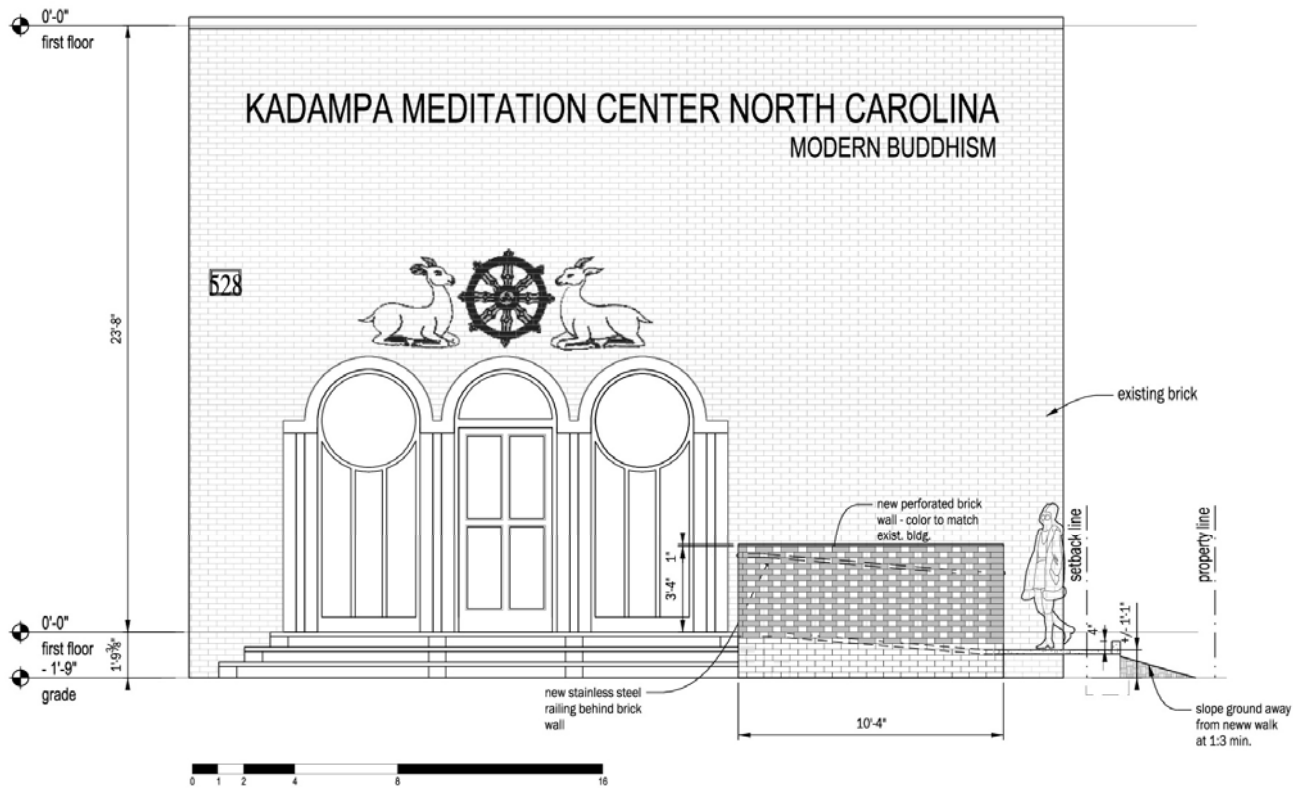 0'-0"
first floor
KADAMPA MEDITATION CENTER NORTH CAROLINA
MODERN BUDDHISM
528
23'-8"
existing brick
new perforated brick
wall - color to match
exist. bldg.
setback line
property line
1"
3'-4"
0'-0"
first floor
1'-9⅜"
- 1'-9"
grade
4"
+/- 1'-1"
new stainless steel
railing behind brick
wall
10'-4"
slope ground away
from neww walk
at 1:3 min.
0 1 2 4 8 16